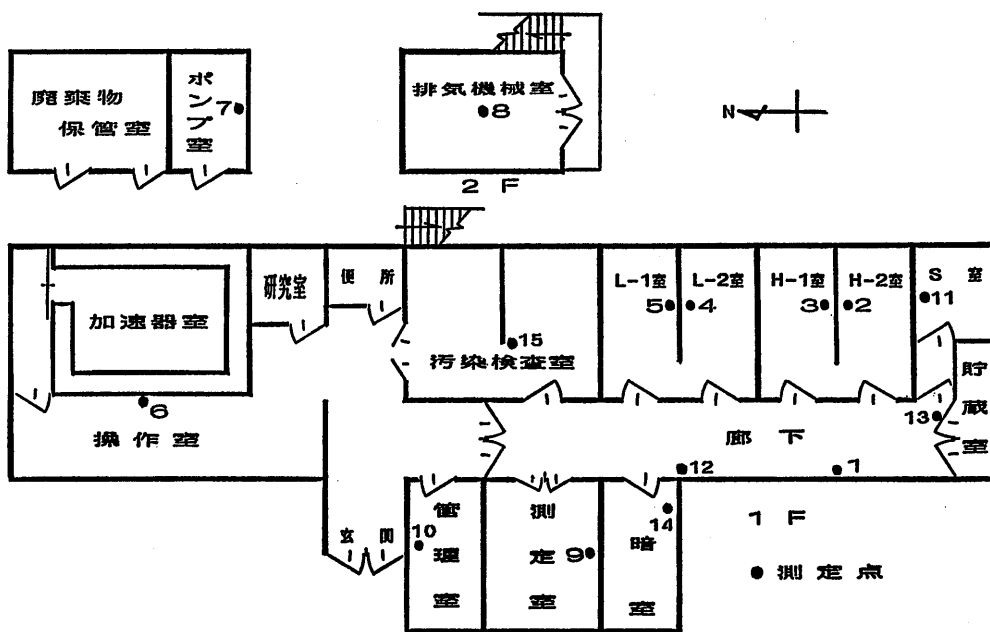 廃棄物
保管室
ポンプ室
7
排気機械室
8
N
2 F
研究室
便 所
L-1室
L-2室
H-1室
H-2室
S 室
5
4
3
2
11
加速器室
15
汚染検査室
貯蔵室
6
13
操 作 室
廊 下
12
1
玄 関
10
管理室
測定室
9
14
暗室
1 F
● 測 定 点